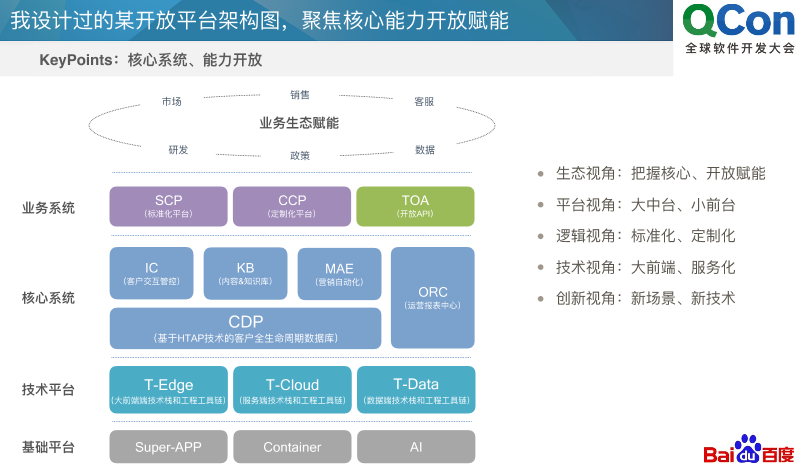 我设计过的某开放平台架构图，聚焦核心能力开放赋能
QCon
全球软件开发大会
KeyPoints：核心系统、能力开放
市场
销售
客服
业务生态赋能
研发
政策
数据
业务系统
SCP
（标准化平台）
CCP
（定制化平台）
TOA
（开放API）
核心系统
IC
（客户交互管控）
KB
（内容&知识库）
MAE
（营销自动化）
ORC
（运营报表中心）
CDP
（基于HTAP技术的客户全生命周期数据库）
技术平台
T-Edge
（大前端端技术栈和工程工具链）
T-Cloud
（服务端技术栈和工程工具链）
T-Data
（数据端技术栈和工程工具链）
基础平台
Super-APP
Container
AI
● 生态视角：把握核心、开放赋能
● 平台视角：大中台、小前台
● 逻辑视角：标准化、定制化
● 技术视角：大前端、服务化
● 创新视角：新场景、新技术
Bai du 百度